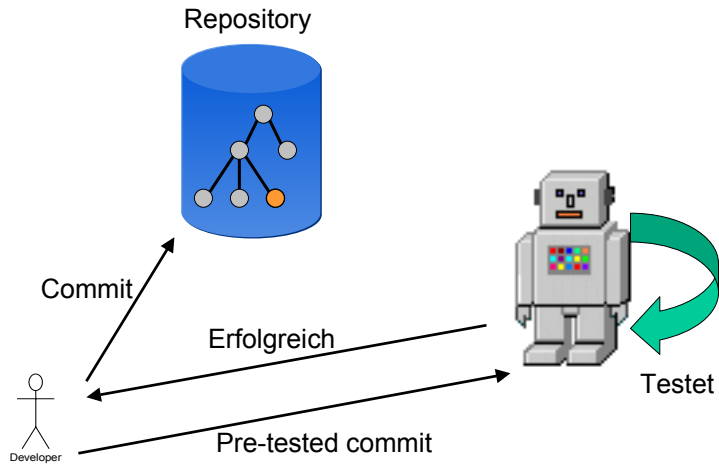 Repository
Commit
Erfolgreich
Testet
Pre-tested commit
Developer